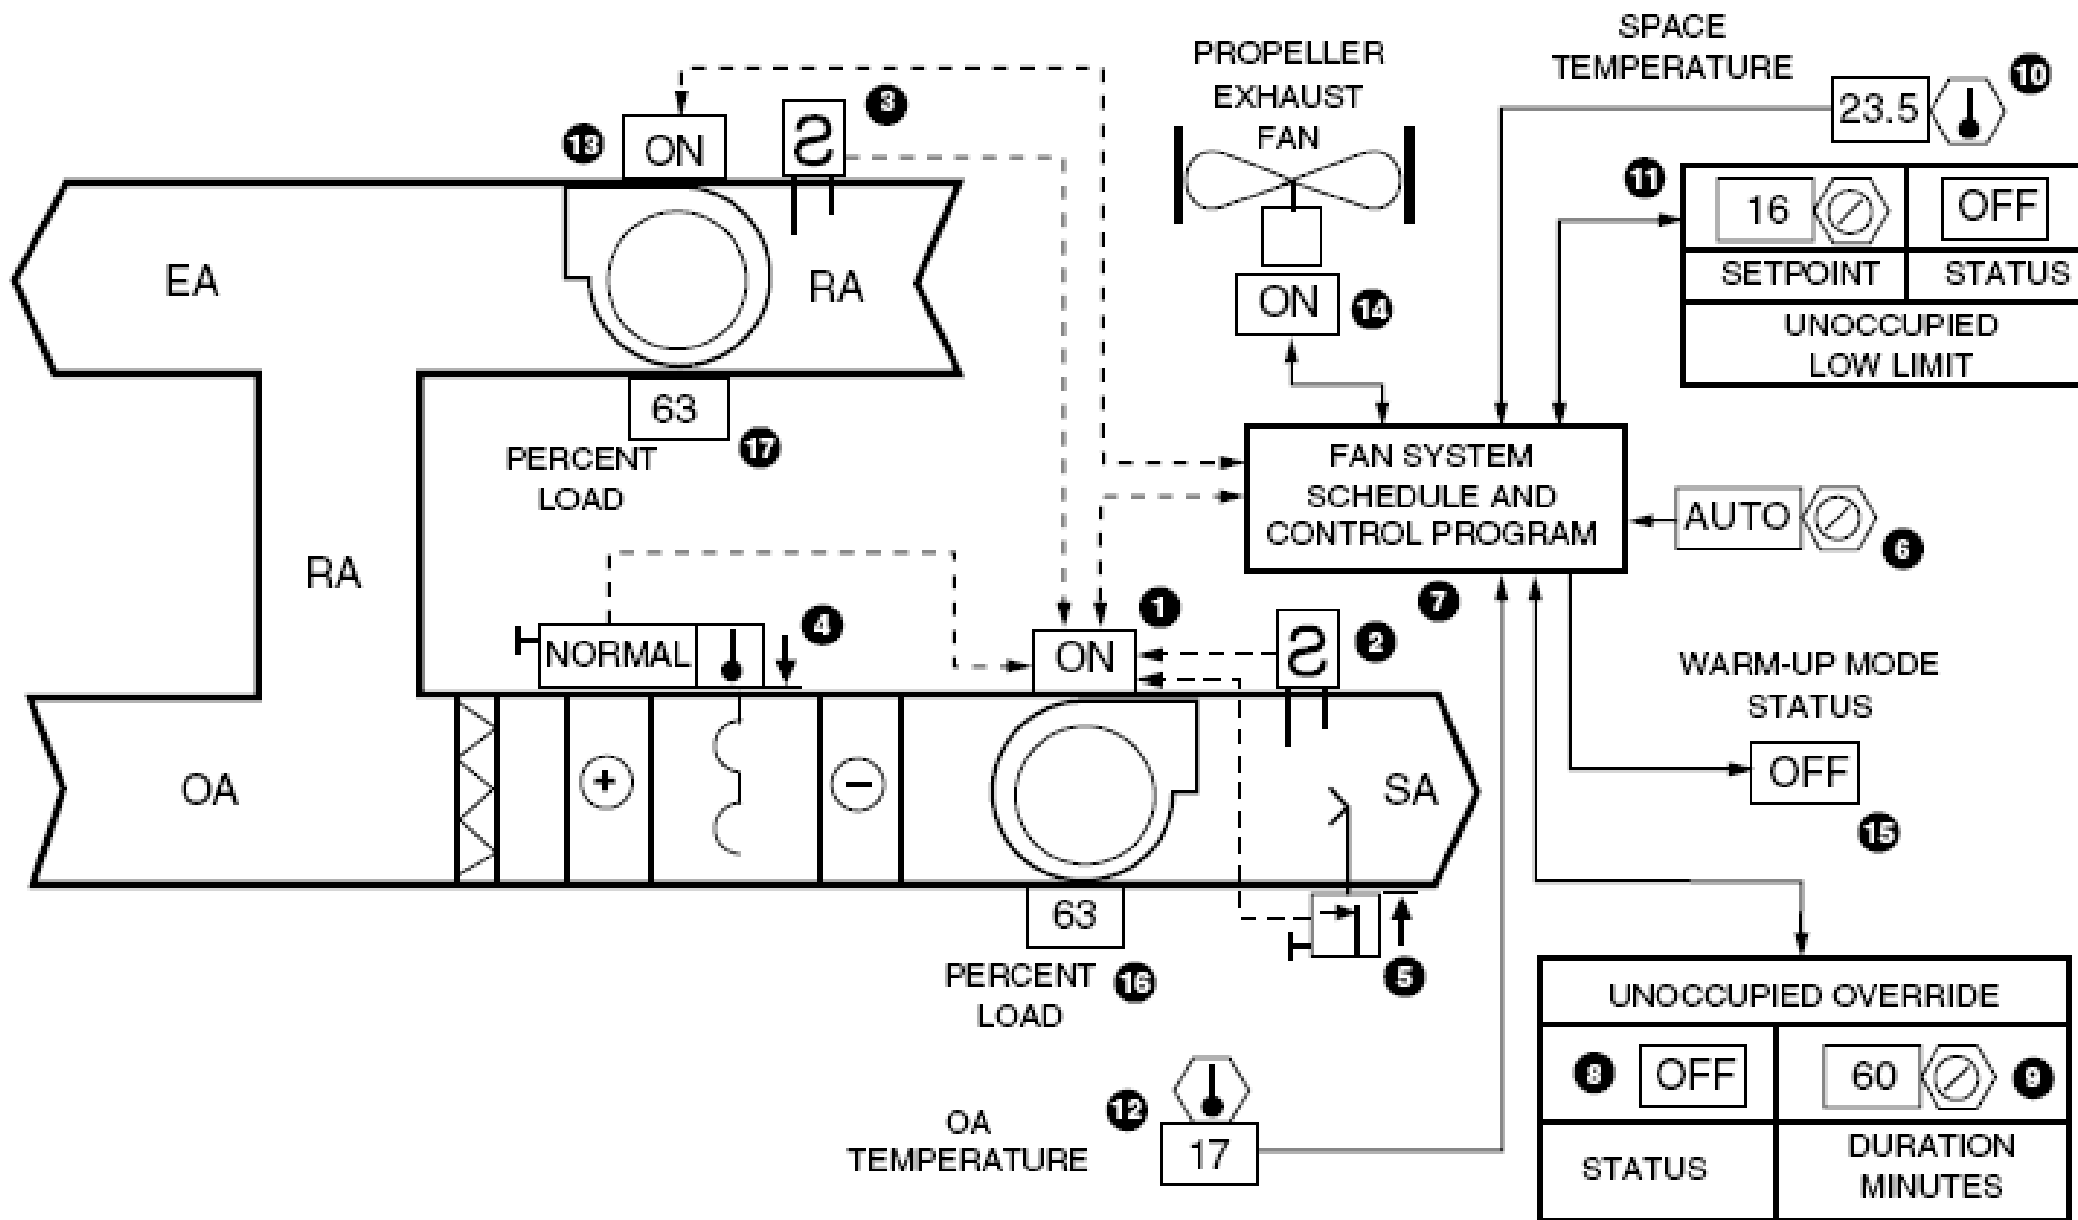 SPACE
TEMPERATURE
23.5
10
PROPELLER
EXHAUST
FAN
3
13
ON
S
11
16
OFF
SETPOINT
STATUS
UNOCCUPIED
LOW LIMIT
EA
RA
ON
14
63
17
PERCENT
LOAD
FAN SYSTEM
SCHEDULE AND
CONTROL PROGRAM
AUTO
6
RA
7
1
4
NORMAL
ON
S
2
WARM-UP MODE
STATUS
OFF
15
OA
+
−
SA
63
PERCENT
LOAD
16
5
UNOCCUPIED OVERRIDE
8
OFF
60
9
STATUS
DURATION
MINUTES
OA
TEMPERATURE
12
17